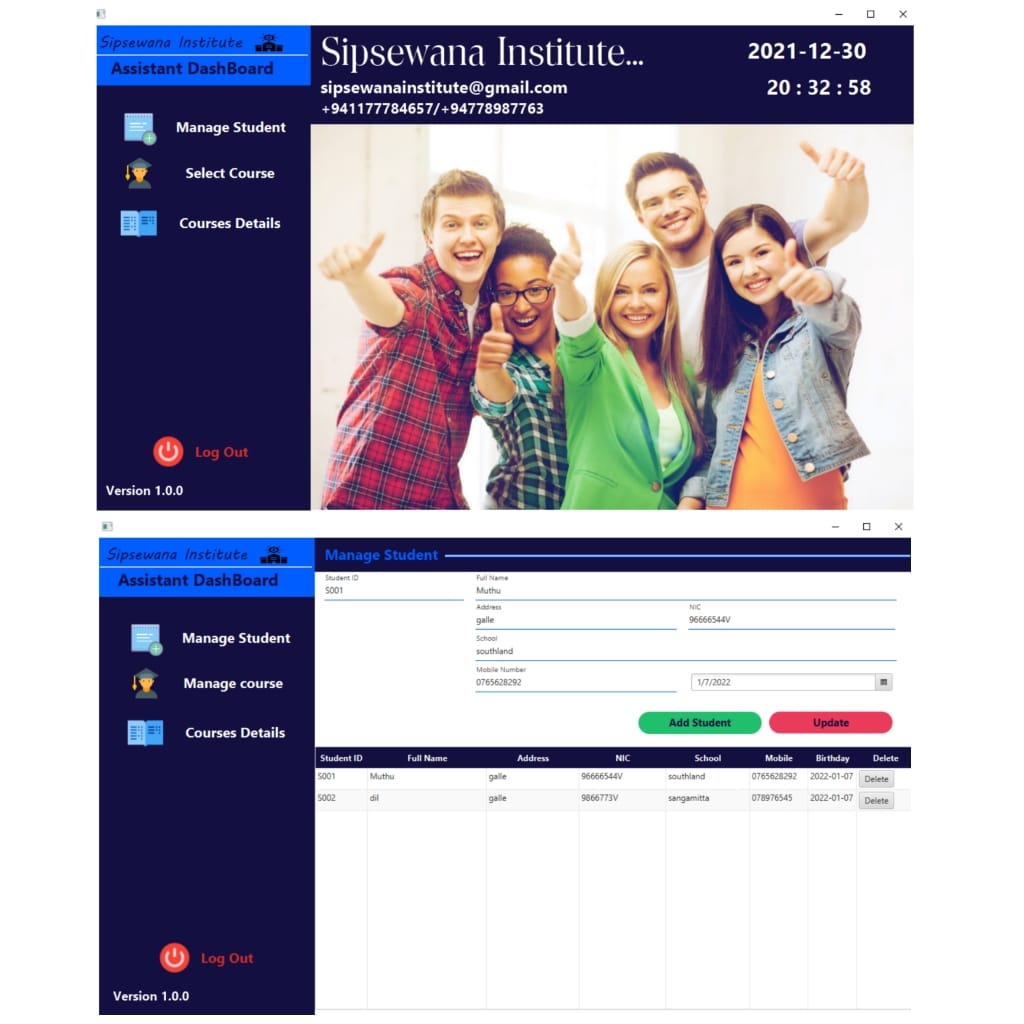 Sipsewana Institute
Assistant DashBoard
Manage Student
Select Course
Courses Details
Log Out
Version 1.0.0
Sipsewana Institute...
sipsewanainstitute@gmail.com
+941177784657/+94778987763
2021-12-30
20 : 32 : 58
Sipsewana Institute
Assistant DashBoard
Manage Student
Manage course
Courses Details
Log Out
Version 1.0.0
Manage Student
Student ID Full Name
S001 Muthu
Address NIC
galle 96666544V
School
southland
Mobile Number
0765628292 1/7/2022
Add Student Update
Student ID Full Name Address NIC School Mobile Birthday Delete
S001 Muthu galle 96666544V southland 0765628292 2022-01-07 Delete
S002 dil galle 9866773V sangamitta 078976545 2022-01-07 Delete